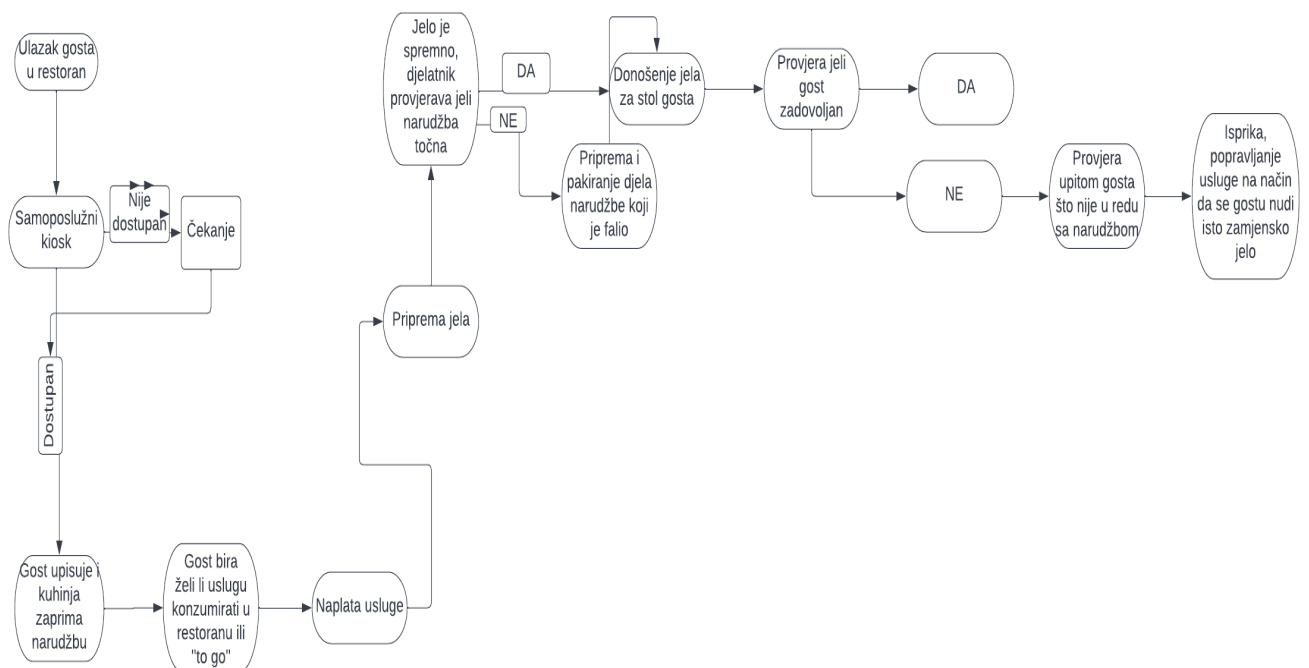 Ulazak gosta
u restoran
Samoposlužni
kiosk
Nije
dostupan
Čekanje
Dostupan
Gost upisuje i
kuhinja
zaprima
narudžbu
Gost bira
želi li uslugu
konzumirati u
restoranu ili
"to go"
Naplata usluge
Priprema jela
Jelo je
spremno,
djelatnik
provjerava jeli
narudžba
točna
DA
NE
Priprema i
pakiranje djela
narudžbe koji
je falio
Donošenje jela
za stol gosta
Provjera jeli
gost
zadovoljan
DA
NE
Provjera
upitom gosta
što nije u redu
sa narudžbom
Isprika,
popravljanje
usluge na način
da se gostu nudi
isto zamjensko
jelo